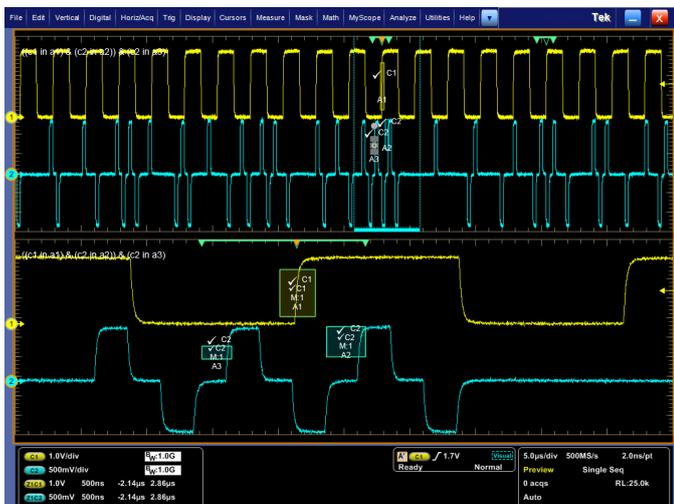 File Edit Vertical Digital Horiz/Acq Trig Display Cursors Measure Mask Math MyScope Analyze Utilities Help Tek X
((c1 in a1) & (c2 in a2)) & (c2 in a3)
C1
A1
1
C2
C2
A2
A3
2
((c1 in a1) & (c2 in a2)) & (c2 in a3)
C1
C1
M:1
A1
1
C2
C2
M:1
A2
C2
C2
M:1
A3
2
C1 1.0V/div BW:1.0G
C2 500mV/div BW:1.0G
Z1C1 1.0V 500ns -2.14µs 2.86µs
Z1C2 500mV 500ns -2.14µs 2.86µs
A' C1 1.7V Visual
Ready Normal
5.0µs/div 500MS/s 2.0ns/pt
Preview Single Seq
0 acqs RL:25.0k
Auto